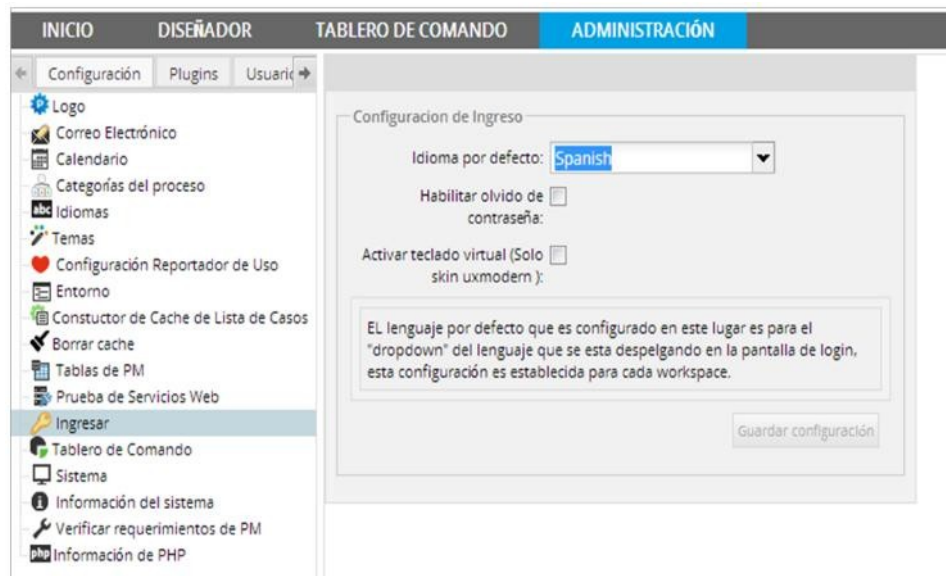 INICIO DISEÑADOR TABLERO DE COMANDO ADMINISTRACIÓN
Configuración Plugins Usuaric
Logo
Correo Electrónico
Calendario
Categorías del proceso
abc Idiomas
Temas
Configuración Reportador de Uso
Entorno
Constuctor de Cache de Lista de Casos
Borrar cache
Tablas de PM
Prueba de Servicios Web
Ingresar
Tablero de Comando
Sistema
Información del sistema
Verificar requerimientos de PM
php Información de PHP
Configuracion de Ingreso
Idioma por defecto: Spanish
Habilitar olvido de
contraseña:
Activar teclado virtual (Solo
skin uxmodern ):
EL lenguaje por defecto que es configurado en este lugar es para el
"dropdown" del lenguaje que se esta despelgando en la pantalla de login,
esta configuración es establecida para cada workspace.
Guardar configuración